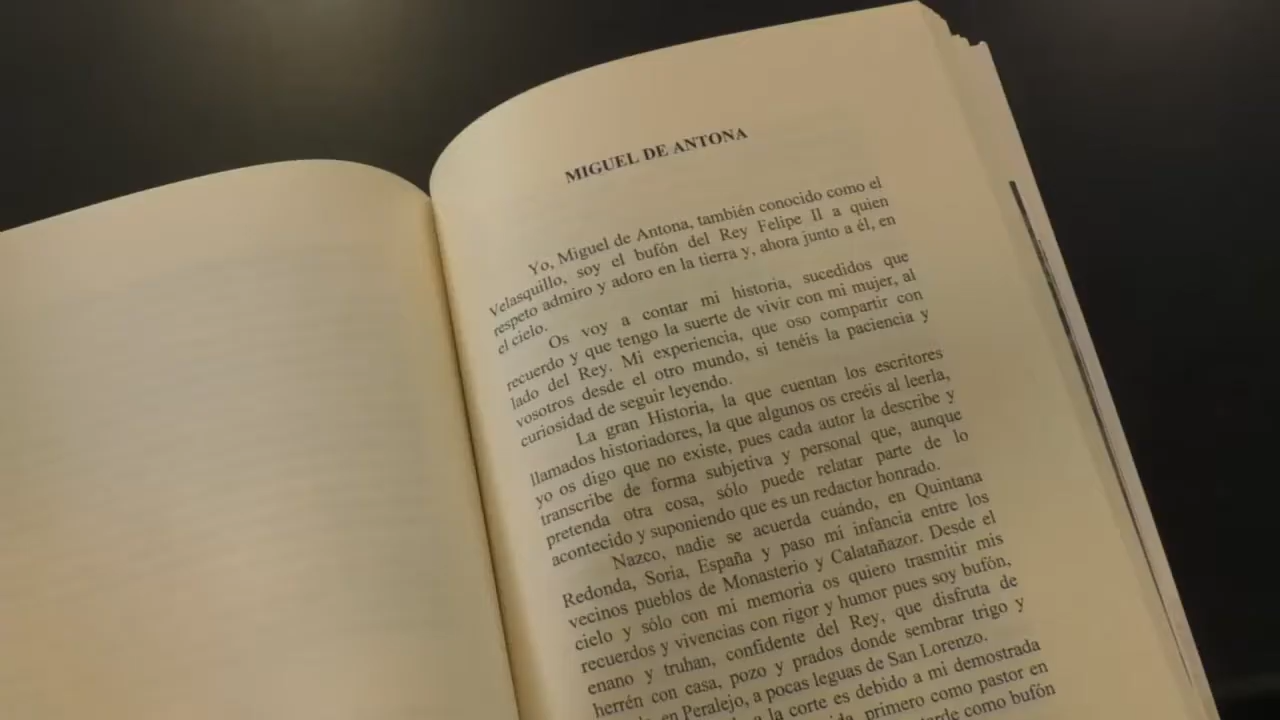 MIGUEL DE ANTONA
Yo, Miguel de Antona, también conocido como el
Velasquillo, soy el bufón del Rey Felipe II a quien
respeto admiro y adoro en la tierra y, ahora junto a él, en
el cielo.
Os voy a contar mi historia, sucedidos que
recuerdo y que tengo la suerte de vivir con mi mujer, al
lado del Rey. Mi experiencia, que oso compartir con
vosotros desde el otro mundo, si tenéis la paciencia y
curiosidad de seguir leyendo.
La gran Historia, la que cuentan los escritores
llamados historiadores, la que algunos os creéis al leerla,
yo os digo que no existe, pues cada autor la describe y
transcribe de forma subjetiva y personal que, aunque
pretenda otra cosa, sólo puede relatar parte de lo
acontecido y suponiendo que es un redactor honrado.
Nazco, nadie se acuerda cuándo, en Quintana
Redonda, Soria, España y paso mi infancia entre los
vecinos pueblos de Monasterio y Calatañazor. Desde el
cielo y sólo con mi memoria os quiero trasmitir mis
recuerdos y vivencias con rigor y humor pues soy bufón,
enano y truhan, confidente del Rey, que disfruta de
herrén con casa, pozo y prados donde sembrar trigo y
en Peralejo, a pocas leguas de San Lorenzo.
a la corte es debido a mi demostrada
primero como pastor en
como bufón